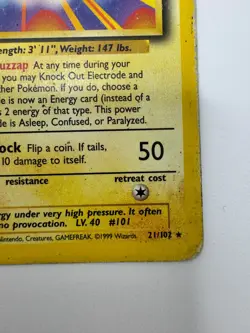 Length: 3' 11", Weight: 147 lbs.
Buzzap At any time during your
you may Knock Out Electrode and
ther Pokémon. If you do, choose a
e is now an Energy card (instead of a
s 2 energy of that type. This power
de is Asleep, Confused, or Paralyzed.
ock Flip a coin. If tails,
10 damage to itself.
50
resistance
retreat cost
rgy under very high pressure. It often
no provocation. LV. 40 #101
Nintendo, Creatures, GAMEFREAK. ©1999 Wizards.
21/102 ★